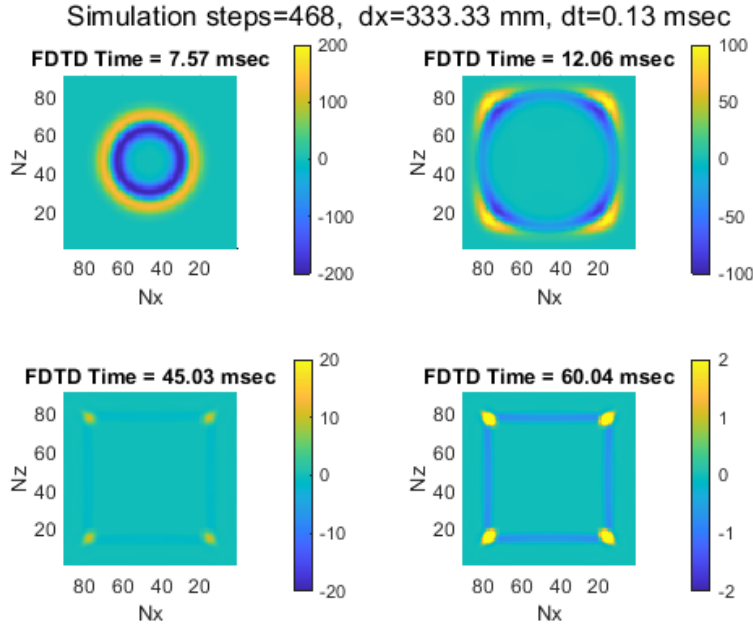 Simulation steps=468, dx=333.33 mm, dt=0.13 msec
FDTD Time = 7.57 msec
200
100
0
-100
-200
80
60
40
20
Nz
80 60 40 20
Nx
FDTD Time = 12.06 msec
100
50
0
-50
-100
80
60
40
20
Nz
80 60 40 20
Nx
FDTD Time = 45.03 msec
20
10
0
-10
-20
80
60
40
20
Nz
80 60 40 20
Nx
FDTD Time = 60.04 msec
2
1
0
-1
-2
80
60
40
20
Nz
80 60 40 20
Nx